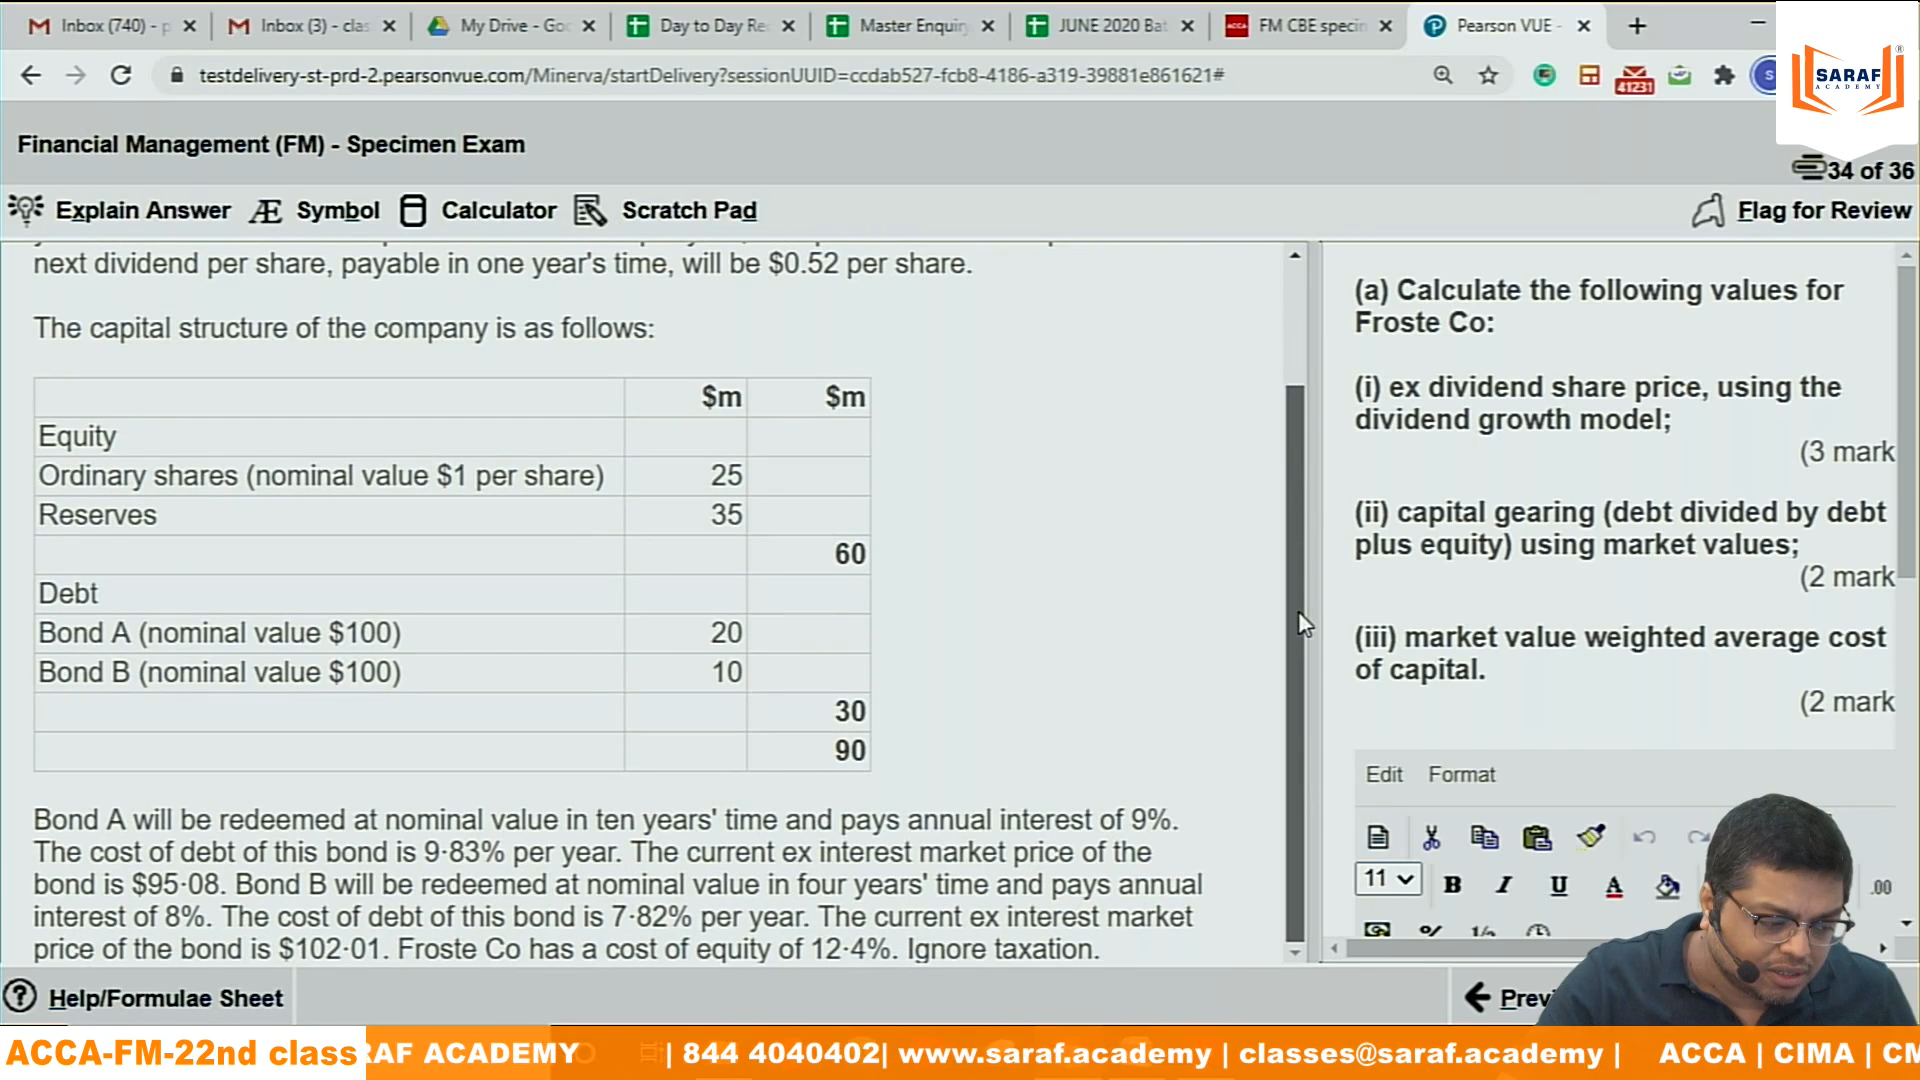 Inbox (740) - p
Inbox (3) - clas
My Drive - Goo
Day to Day Re
Master Enquir
JUNE 2020 Bat
FM CBE specim
Pearson VUE -
testdelivery-st-prd-2.pearsonvue.com/Minerva/startDelivery?sessionUUID=ccdab527-fcb8-4186-a319-39881e861621#
41231
S
SARAF
ACADEMY
Financial Management (FM) - Specimen Exam
34 of 36
Explain Answer
Symbol
Calculator
Scratch Pad
Flag for Review
next dividend per share, payable in one year's time, will be $0.52 per share.
The capital structure of the company is as follows:
$m $m
Equity
Ordinary shares (nominal value $1 per share) 25
Reserves 35
60
Debt
Bond A (nominal value $100) 20
Bond B (nominal value $100) 10
30
90
Bond A will be redeemed at nominal value in ten years' time and pays annual interest of 9%.
The cost of debt of this bond is 9·83% per year. The current ex interest market price of the
bond is $95·08. Bond B will be redeemed at nominal value in four years' time and pays annual
interest of 8%. The cost of debt of this bond is 7·82% per year. The current ex interest market
price of the bond is $102·01. Froste Co has a cost of equity of 12·4%. Ignore taxation.
(a) Calculate the following values for
Froste Co:
(i) ex dividend share price, using the
dividend growth model;
(3 mark
(ii) capital gearing (debt divided by debt
plus equity) using market values;
(2 mark
(iii) market value weighted average cost
of capital.
(2 mark
Edit Format
11 B I U A .00
Help/Formulae Sheet
Previ
ACCA-FM-22nd class
RAF ACADEMY | 844 4040402| www.saraf.academy | classes@saraf.academy | ACCA | CIMA | CM